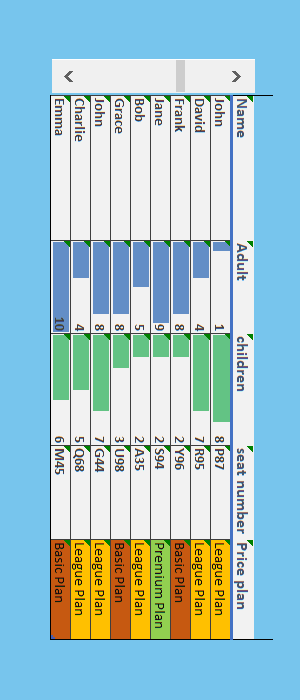 Name Adult children seat number Price plan
John 1 8 P87 League Plan
David 4 7 R95 League Plan
Frank 8 2 Y96 Basic Plan
Jane 9 2 S94 Premium Plan
Bob 5 2 A35 League Plan
Grace 8 3 U98 Basic Plan
John 8 7 G44 League Plan
Charlie 4 5 Q68 League Plan
Emma 10 6 M45 Basic Plan